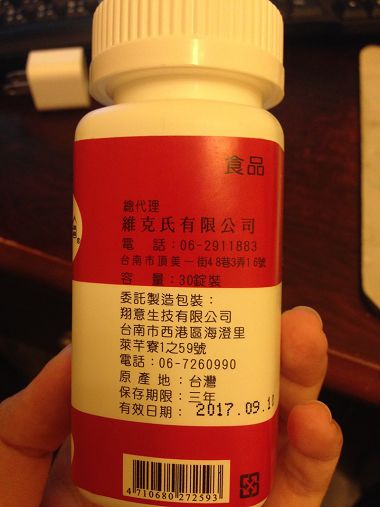 食品
總代理
維克氏有限公司
電 話:06-2911883
台南市頂美一街48巷3弄16號
容 量:30錠裝
委託製造包裝：
翔意生技有限公司
台南市西港區海澄里
萊芊寮1之59號
電話:06-7260990
原 產 地:台灣
保存期限:三年
有效日期: 2017.09.10
4710680272593